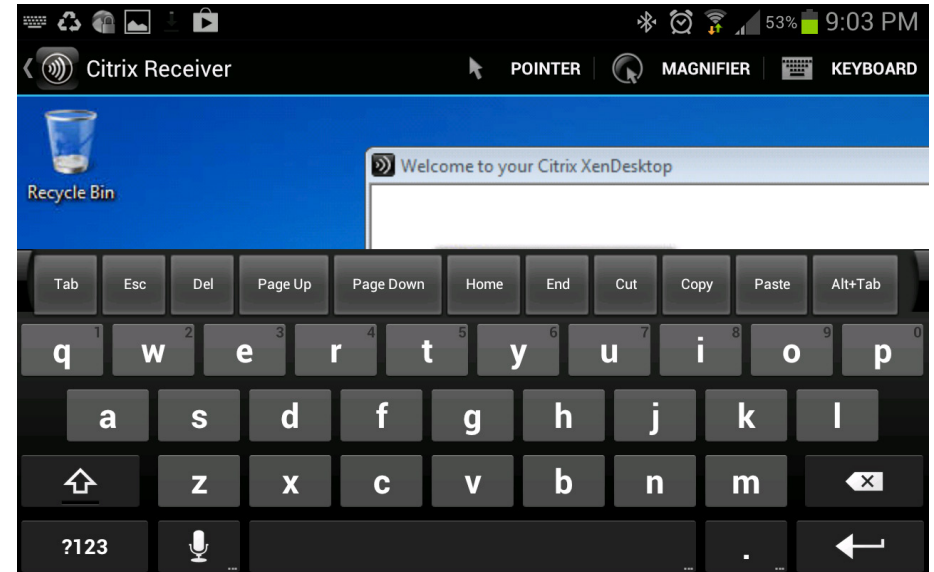 53% 9:03 PM
Citrix Receiver POINTER MAGNIFIER KEYBOARD
Welcome to your Citrix XenDesktop
Recycle Bin
Tab Esc Del Page Up Page Down Home End Cut Copy Paste Alt+Tab
1 2 3 4 5 6 7 8 9 0
q w e r t y u i o p
a s d f g h j k l
z x c v b n m
?123 .